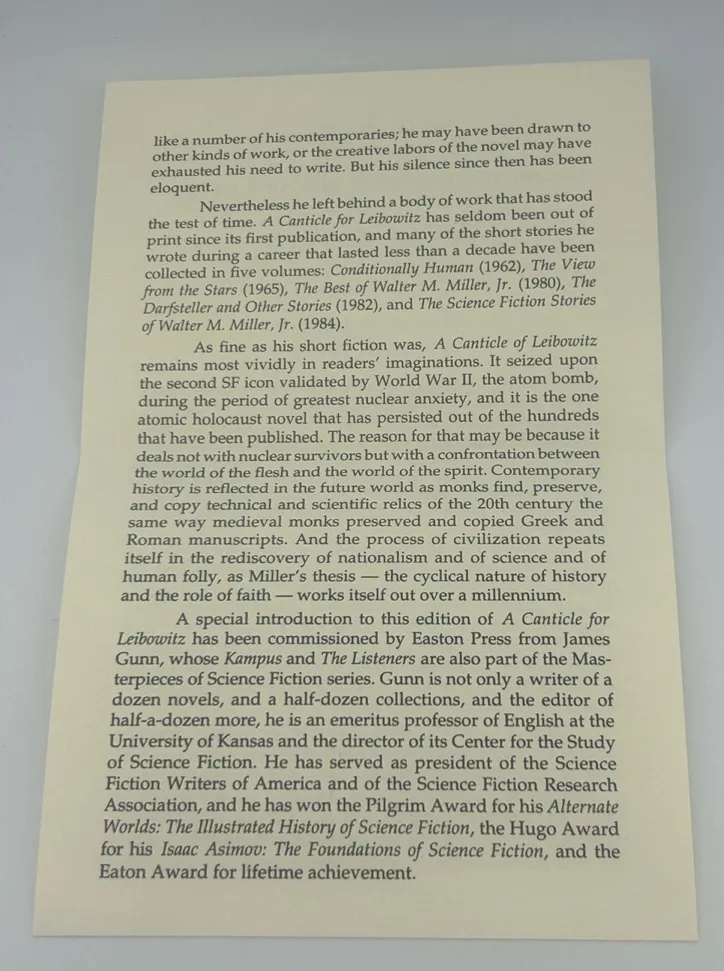 like a number of his contemporaries; he may have been drawn to
other kinds of work, or the creative labors of the novel may have
exhausted his need to write. But his silence since then has been
eloquent.
Nevertheless he left behind a body of work that has stood
the test of time. A Canticle for Leibowitz has seldom been out of
print since its first publication, and many of the short stories he
wrote during a career that lasted less than a decade have been
collected in five volumes: Conditionally Human (1962), The View
from the Stars (1965), The Best of Walter M. Miller, Jr. (1980), The
Darfsteller and Other Stories (1982), and The Science Fiction Stories
of Walter M. Miller, Jr. (1984).
As fine as his short fiction was, A Canticle of Leibowitz
remains most vividly in readers' imaginations. It seized upon
the second SF icon validated by World War II, the atom bomb,
during the period of greatest nuclear anxiety, and it is the one
atomic holocaust novel that has persisted out of the hundreds
that have been published. The reason for that may be because it
deals not with nuclear survivors but with a confrontation between
the world of the flesh and the world of the spirit. Contemporary
history is reflected in the future world as monks find, preserve,
and copy technical and scientific relics of the 20th century the
same way medieval monks preserved and copied Greek and
Roman manuscripts. And the process of civilization repeats
itself in the rediscovery of nationalism and of science and of
human folly, as Miller's thesis — the cyclical nature of history
and the role of faith — works itself out over a millennium.
A special introduction to this edition of A Canticle for
Leibowitz has been commissioned by Easton Press from James
Gunn, whose Kampus and The Listeners are also part of the Mas-
terpieces of Science Fiction series. Gunn is not only a writer of a
dozen novels, and a half-dozen collections, and the editor of
half-a-dozen more, he is an emeritus professor of English at the
University of Kansas and the director of its Center for the Study
of Science Fiction. He has served as president of the Science
Fiction Writers of America and of the Science Fiction Research
Association, and he has won the Pilgrim Award for his Alternate
Worlds: The Illustrated History of Science Fiction, the Hugo Award
for his Isaac Asimov: The Foundations of Science Fiction, and the
Eaton Award for lifetime achievement.